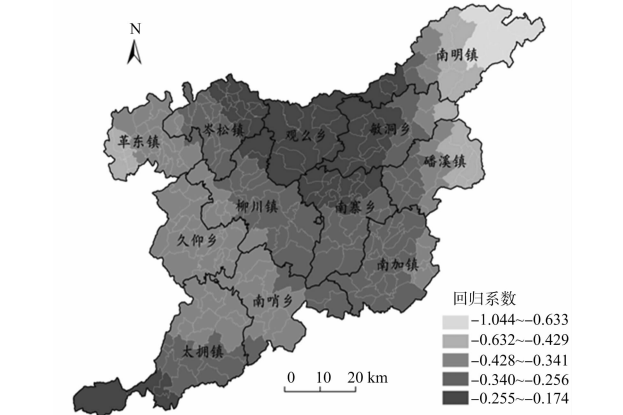 N
南明镇
岑松镇
观么乡
敏洞乡
革东镇
磻溪镇
柳川镇
南寨乡
久仰乡
南加镇
南哨乡
太拥镇
回归系数
-1.044~-0.633
-0.632~-0.429
-0.428~-0.341
-0.340~-0.256
-0.255~-0.174
0 10 20 km